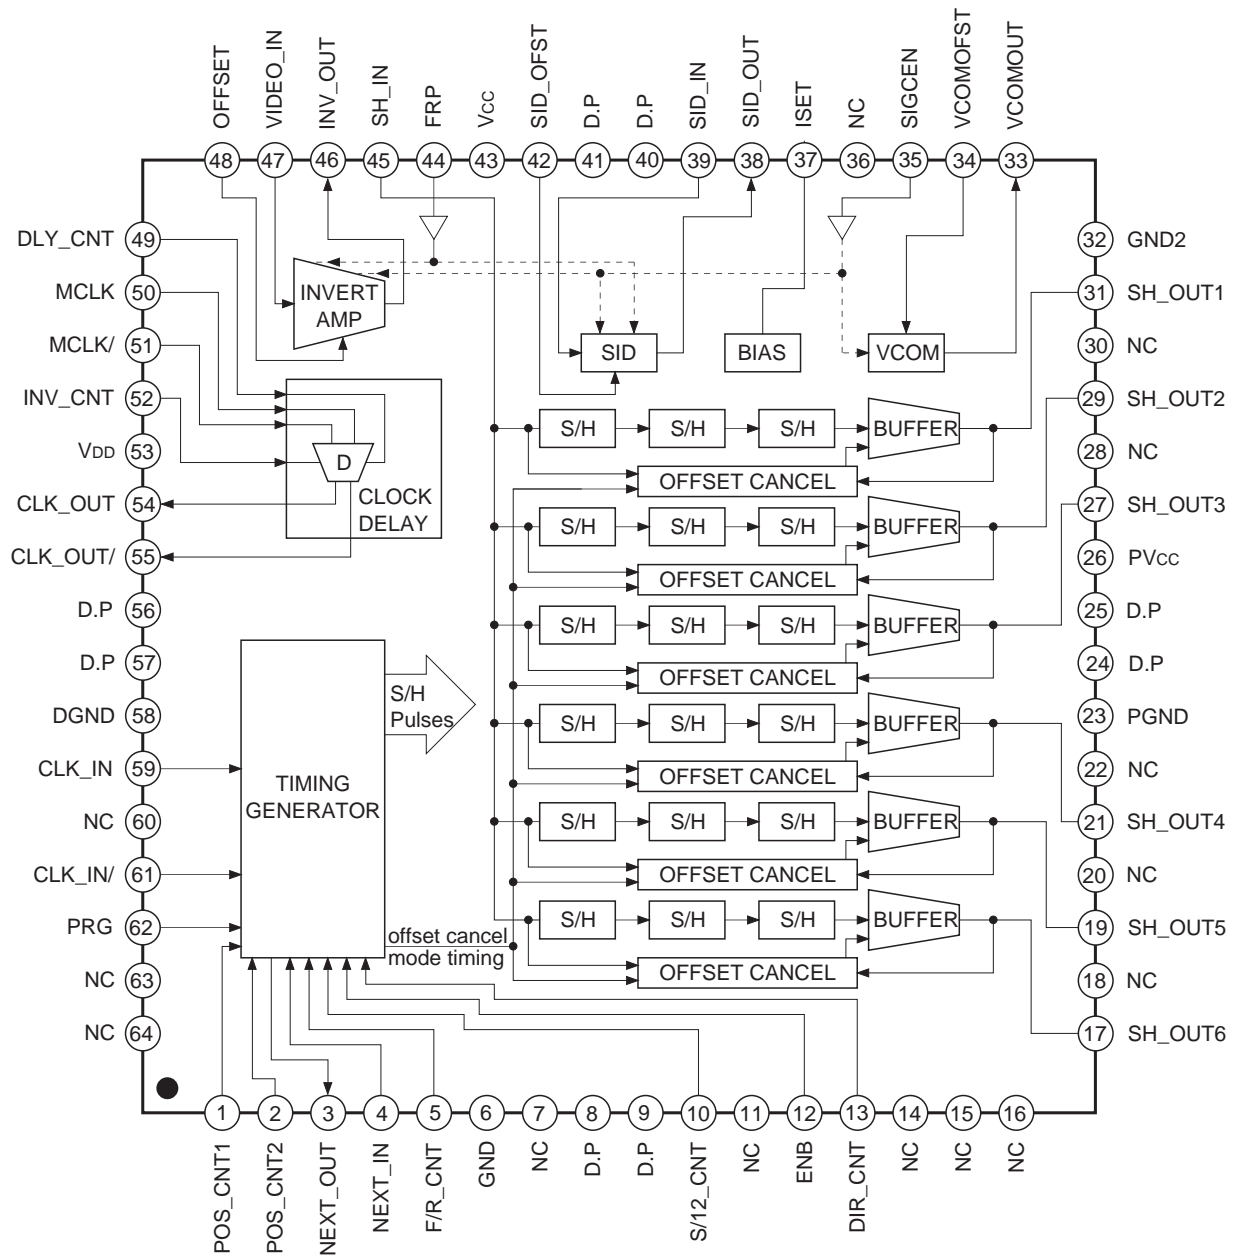 OFFSET
VIDEO_IN
INV_OUT
SH_IN
FRP
VCC
SID_OFST
D.P
D.P
SID_IN
SID_OUT
ISET
NC
SIGCEN
VCOMOFST
VCOMOUT
48
47
46
45
44
43
42
41
40
39
38
37
36
35
34
33
DLY_CNT 49
MCLK 50
MCLK/ 51
INV_CNT 52
VDD 53
CLK_OUT 54
CLK_OUT/ 55
D.P 56
D.P 57
DGND 58
CLK_IN 59
NC 60
CLK_IN/ 61
PRG 62
NC 63
NC 64
INVERT
AMP
SID
BIAS
VCOM
D
CLOCK
DELAY
S/H S/H S/H BUFFER
OFFSET CANCEL
S/H S/H S/H BUFFER
OFFSET CANCEL
S/H S/H S/H BUFFER
OFFSET CANCEL
S/H S/H S/H BUFFER
OFFSET CANCEL
S/H S/H S/H BUFFER
OFFSET CANCEL
S/H S/H S/H BUFFER
OFFSET CANCEL
S/H
Pulses
TIMING
GENERATOR
offset cancel
mode timing
32 GND2
31 SH_OUT1
30 NC
29 SH_OUT2
28 NC
27 SH_OUT3
26 PVCC
25 D.P
24 D.P
23 PGND
22 NC
21 SH_OUT4
20 NC
19 SH_OUT5
18 NC
17 SH_OUT6
1
2
3
4
5
6
7
8
9
10
11
12
13
14
15
16
POS_CNT1
POS_CNT2
NEXT_OUT
NEXT_IN
F/R_CNT
GND
NC
D.P
D.P
S/12_CNT
NC
ENB
DIR_CNT
NC
NC
NC